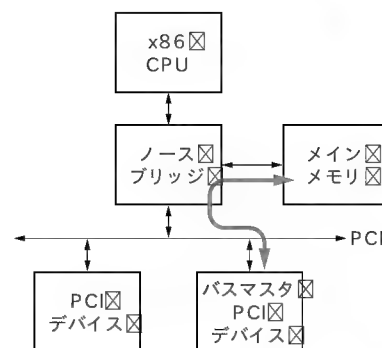 x86☒
CPU
ノース☒
ブリッジ☒
メイン☒
メモリ☒
PCI
PCI☒
デバイス☒
バスマスタ☒
PCI☒
デバイス☒